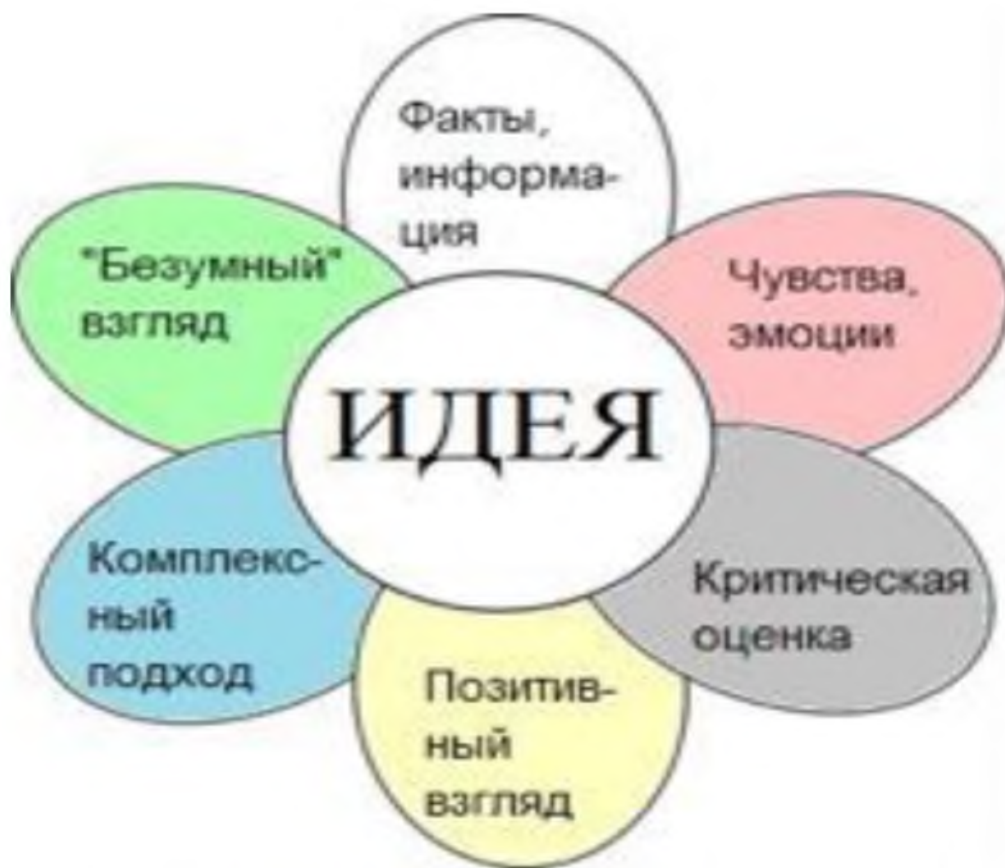 Факты,
информа-
ция
"Безумный"
взгляд
Чувства,
эмоции
ИДЕЯ
Комплекс-
ный
подход
Критическая
оценка
Позитив-
ный
взгляд